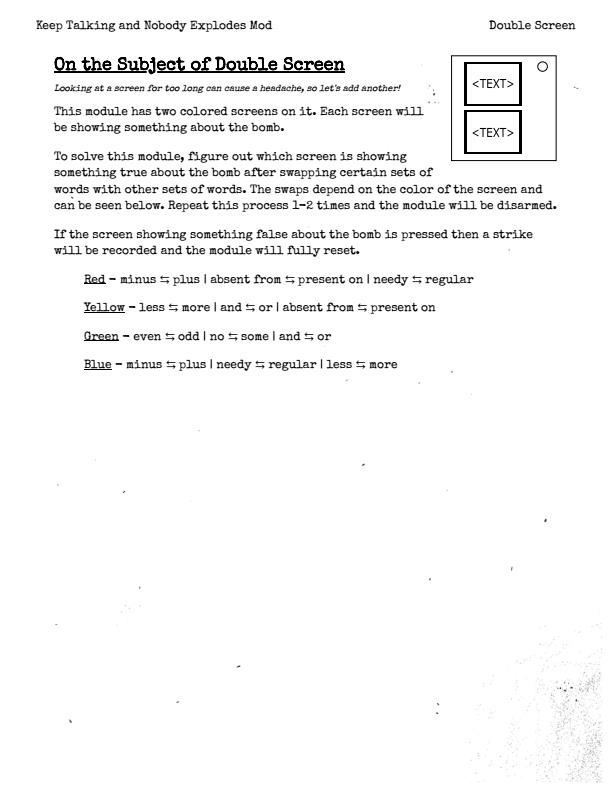 Keep Talking and Nobody Explodes Mod Double Screen
On the Subject of Double Screen
Looking at a screen for too long can cause a headache, so let's add another!
<TEXT>
<TEXT>
This module has two colored screens on it. Each screen will
be showing something about the bomb.
To solve this module, figure out which screen is showing
something true about the bomb after swapping certain sets of
words with other sets of words. The swaps depend on the color of the screen and
can be seen below. Repeat this process 1-2 times and the module will be disarmed.
If the screen showing something false about the bomb is pressed then a strike
will be recorded and the module will fully reset.
Red - minus ⇆ plus | absent from ⇆ present on | needy ⇆ regular
Yellow - less ⇆ more | and ⇆ or | absent from ⇆ present on
Green - even ⇆ odd | no ⇆ some | and ⇆ or
Blue - minus ⇆ plus | needy ⇆ regular | less ⇆ more